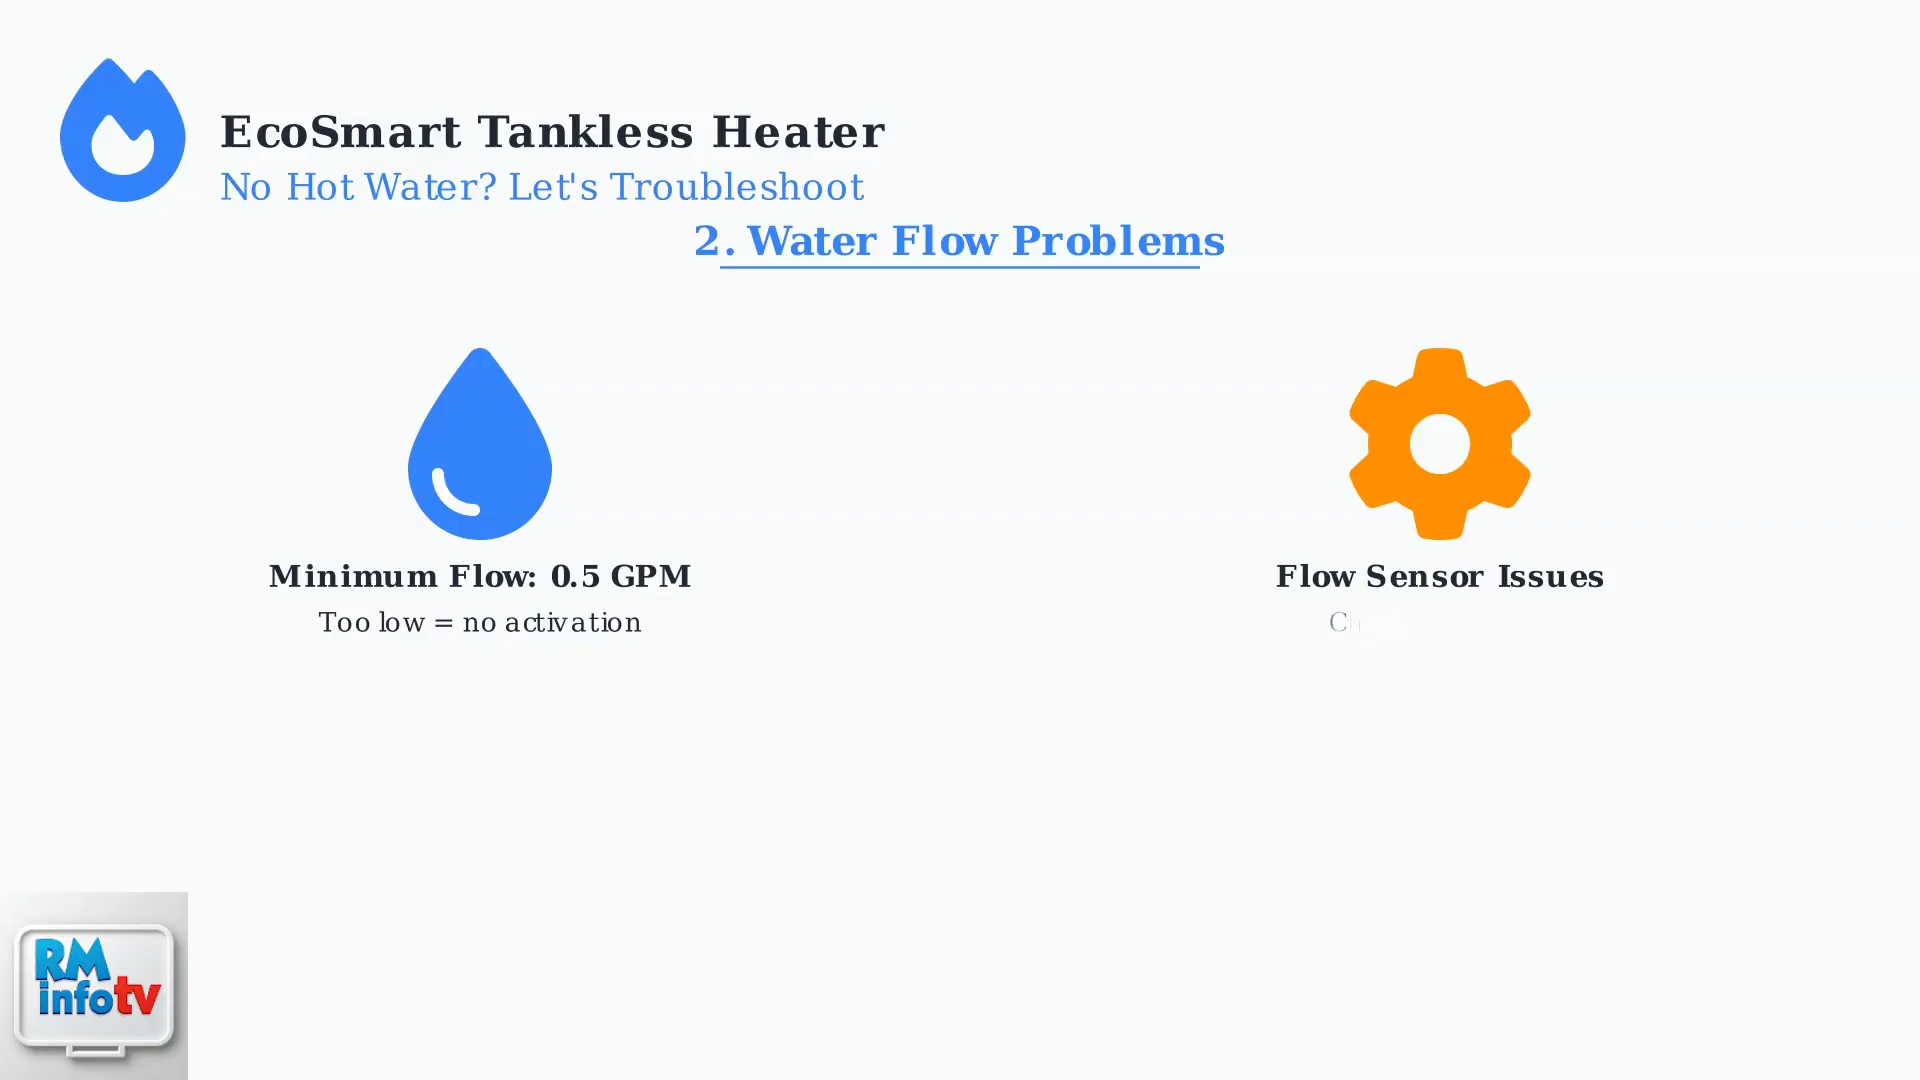 EcoSmart Tankless Heater
No Hot Water? Let's Troubleshoot
2. Water Flow Problems
Minimum Flow: 0.5 GPM
Too low = no activation
Flow Sensor Issues
RM
infotv